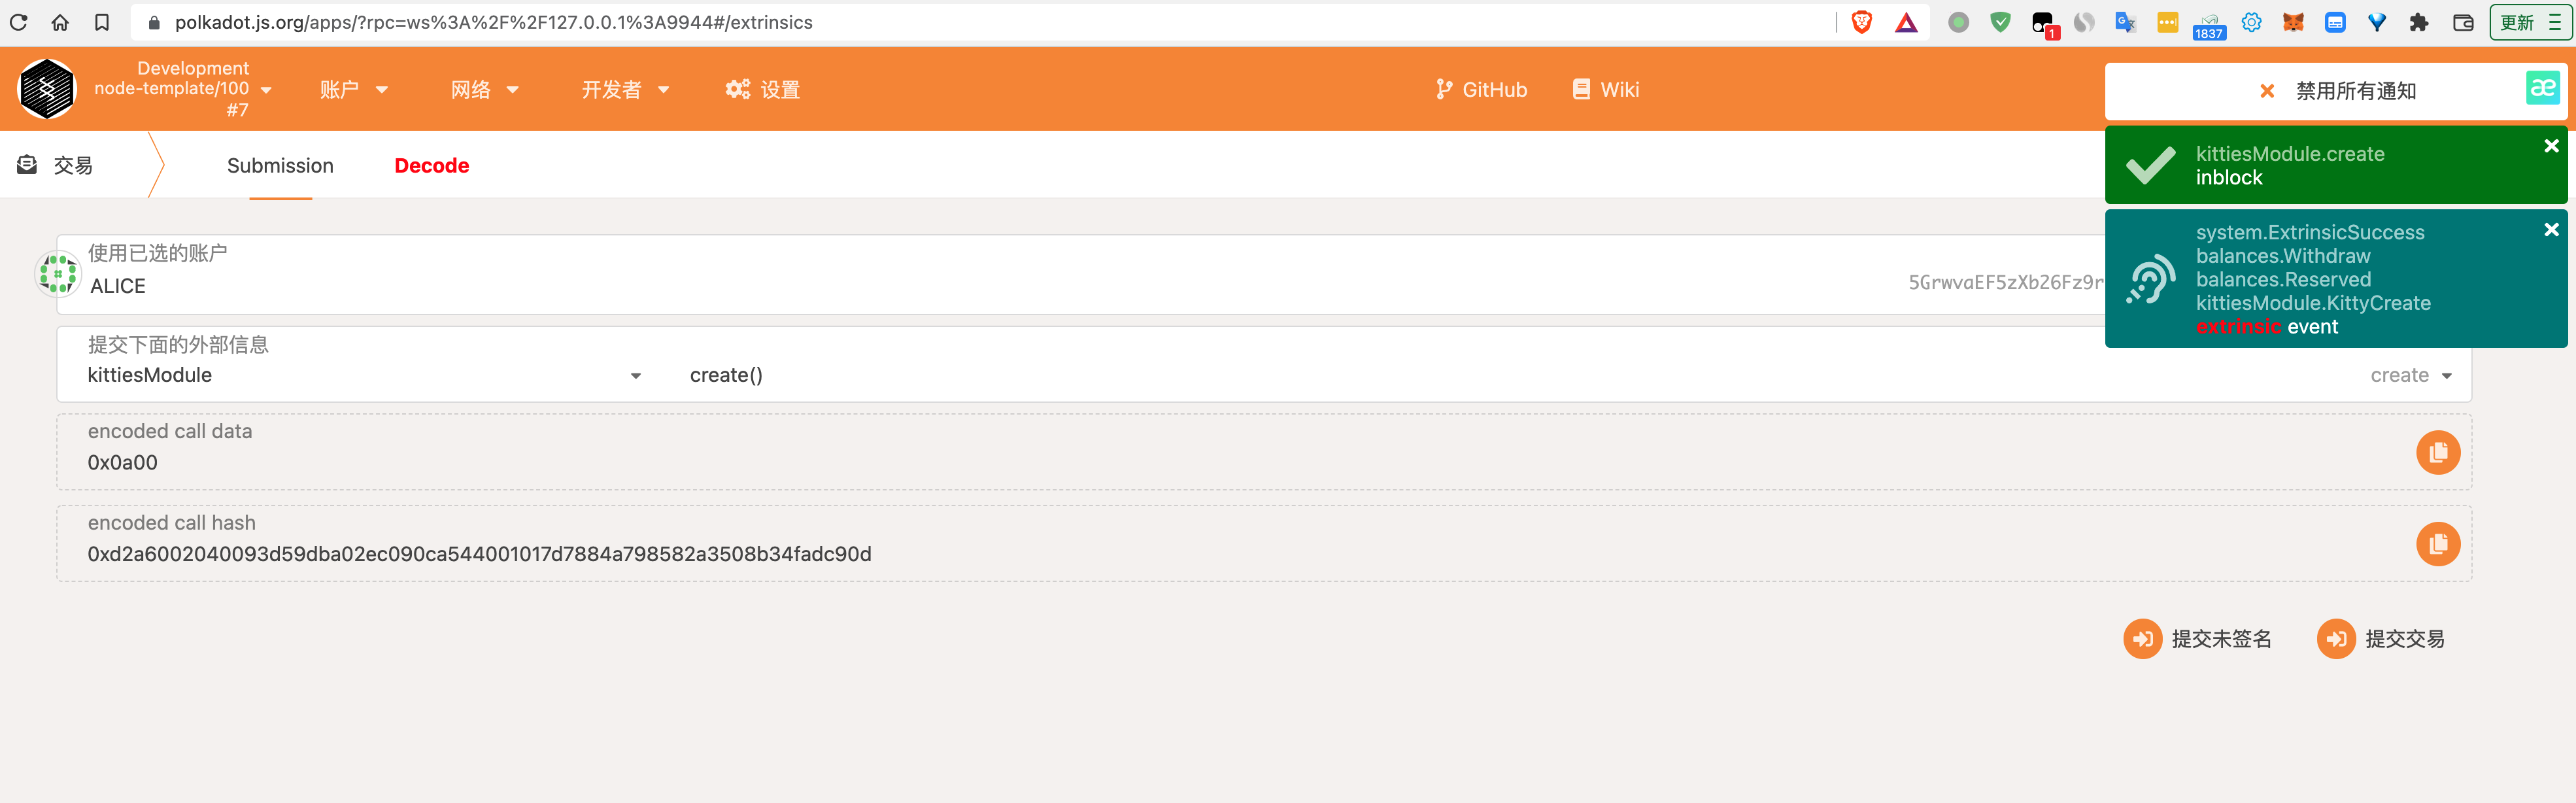 polkadot.js.org/apps/?rpc=ws%3A%2F%2F127.0.0.1%3A9944#/extrinsics
1
1837
更新
Development
node-template/100
#7
账户
网络
开发者
设置
GitHub
Wiki
禁用所有通知
æ
交易
Submission
Decode
kittiesModule.create
inblock
system.ExtrinsicSuccess
balances.Withdraw
balances.Reserved
kittiesModule.KittyCreate
extrinsic event
使用已选的账户
ALICE
5GrwvaEF5zXb26Fz9r
提交下面的外部信息
kittiesModule
create()
create
encoded call data
0x0a00
encoded call hash
0xd2a6002040093d59dba02ec090ca544001017d7884a798582a3508b34fadc90d
提交未签名
提交交易